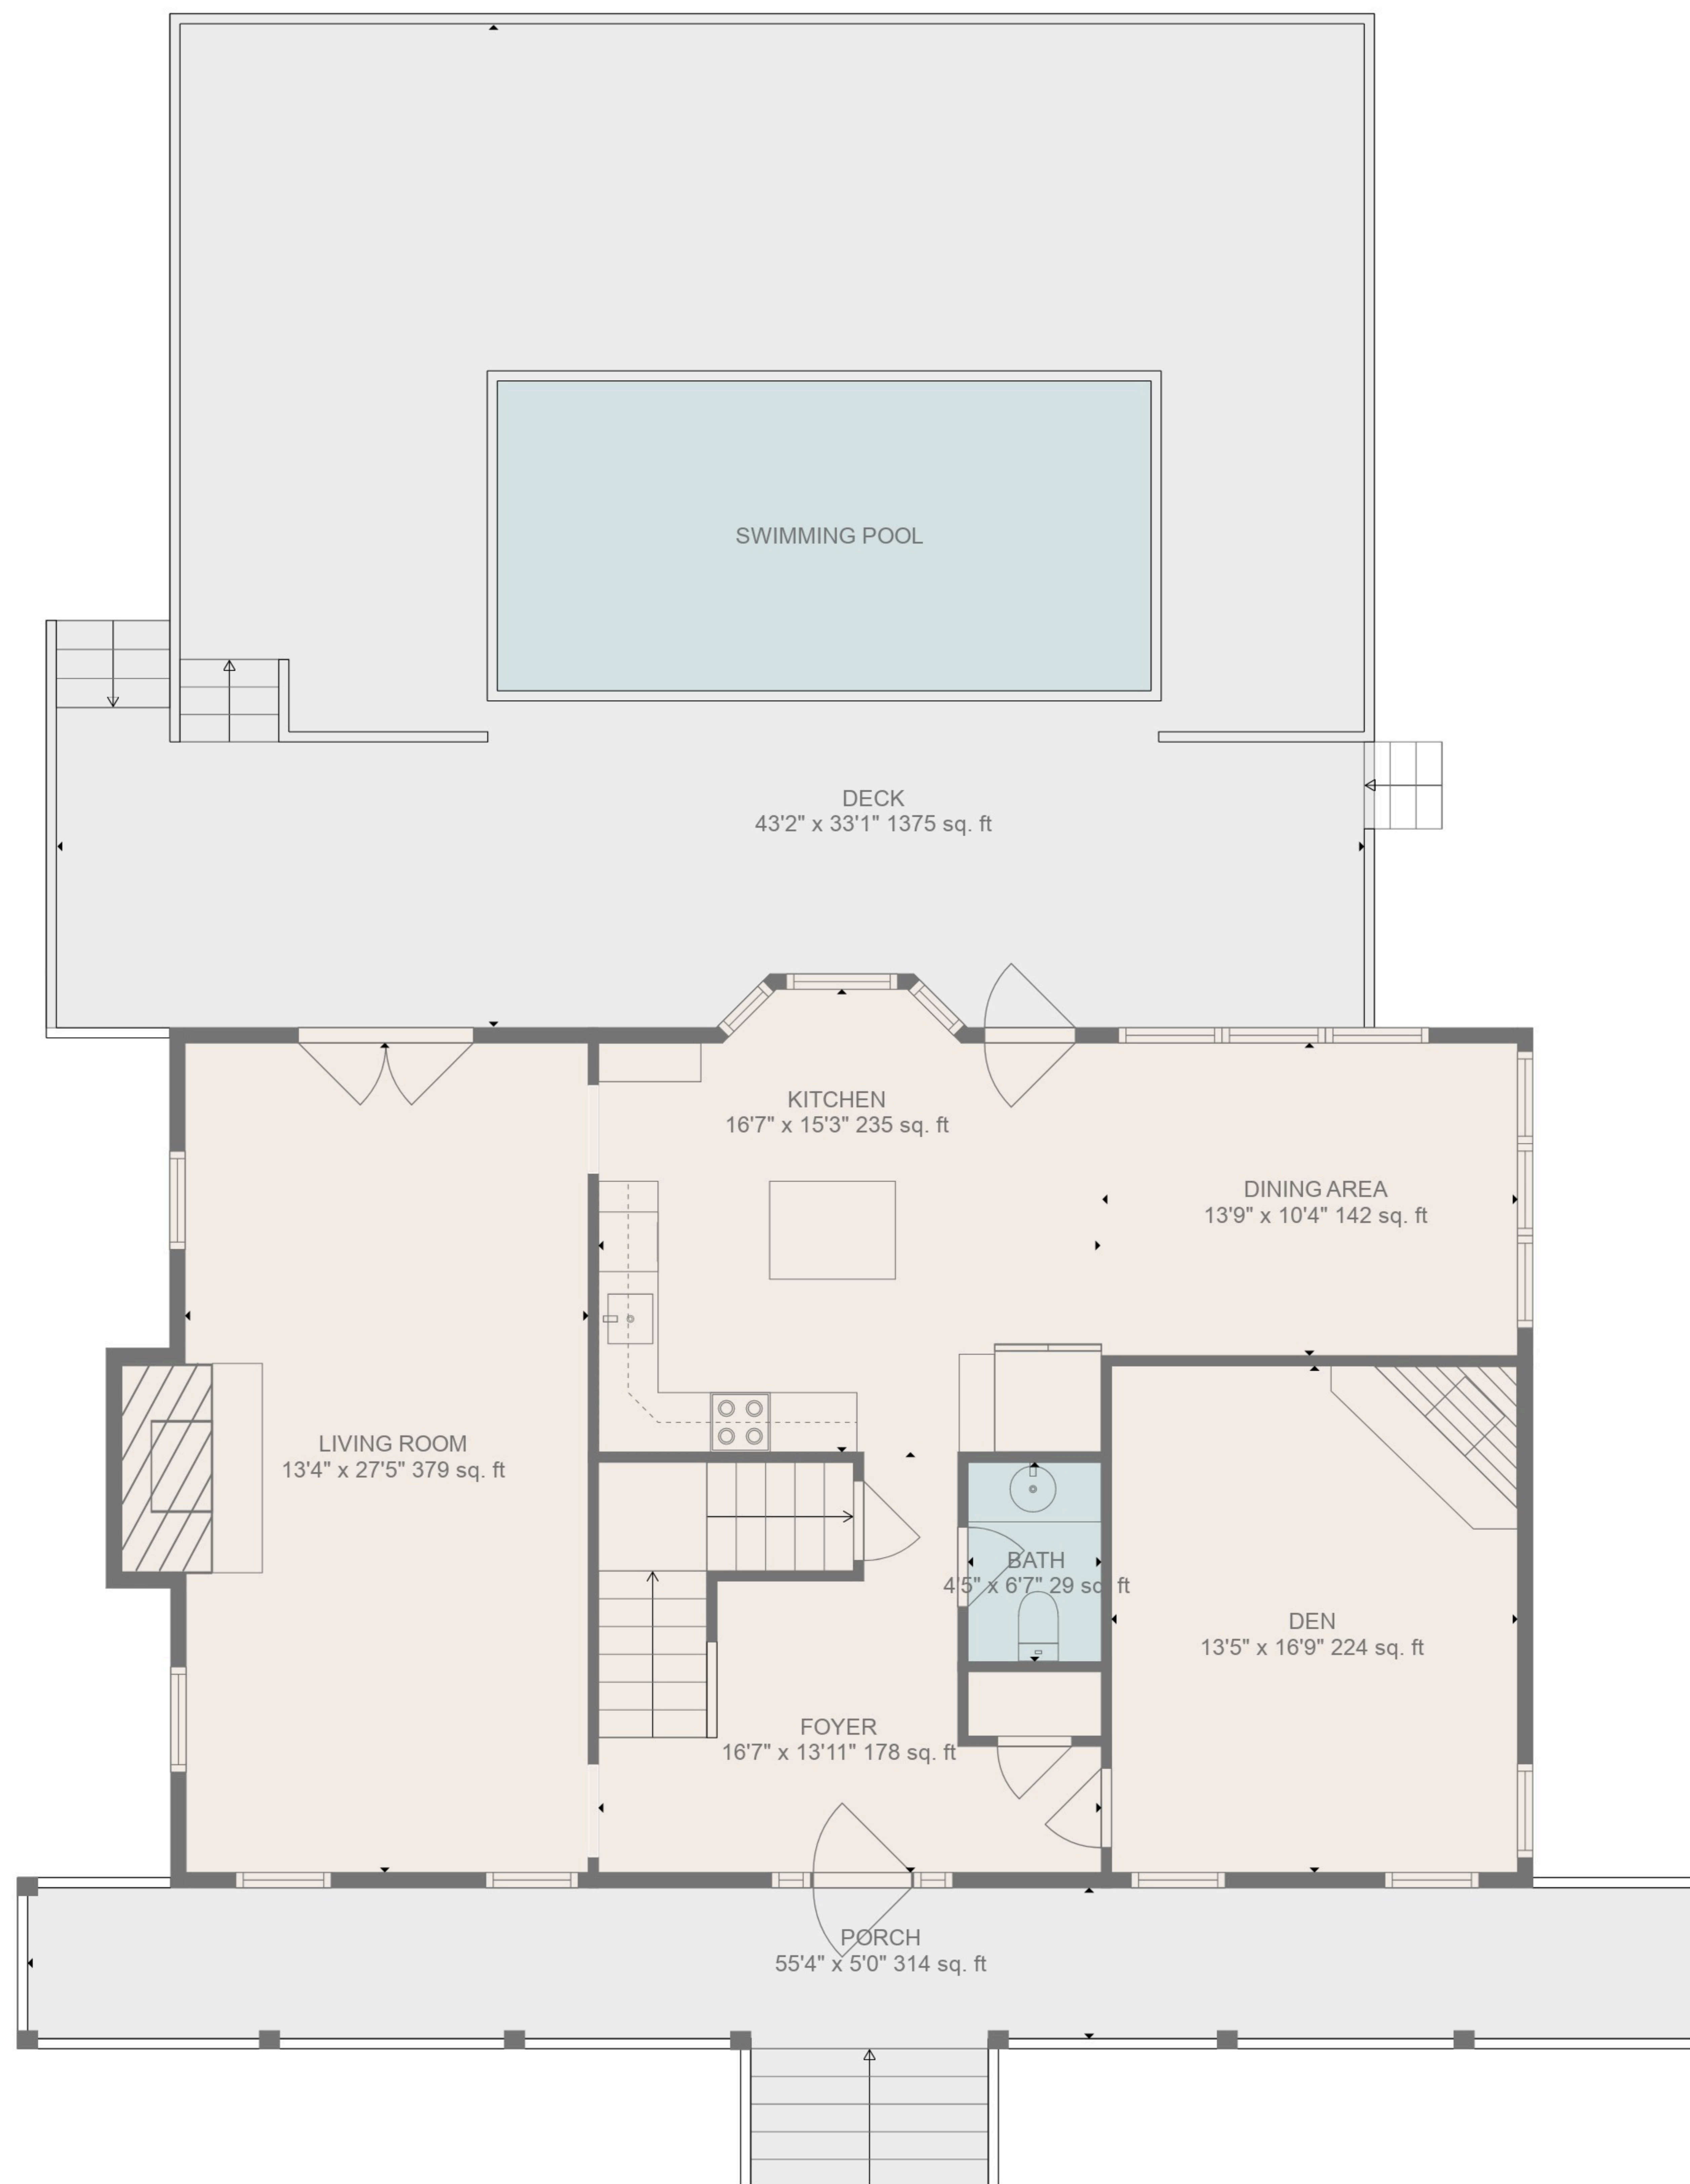 SWIMMING POOL
DECK
43'2" x 33'1" 1375 sq. ft
KITCHEN
16'7" x 15'3" 235 sq. ft
DINING AREA
13'9" x 10'4" 142 sq. ft
LIVING ROOM
13'4" x 27'5" 379 sq. ft
BATH
4'5" x 6'7" 29 sq. ft
DEN
13'5" x 16'9" 224 sq. ft
FOYER
16'7" x 13'11" 178 sq. ft
PORCH
55'4" x 5'0" 314 sq. ft